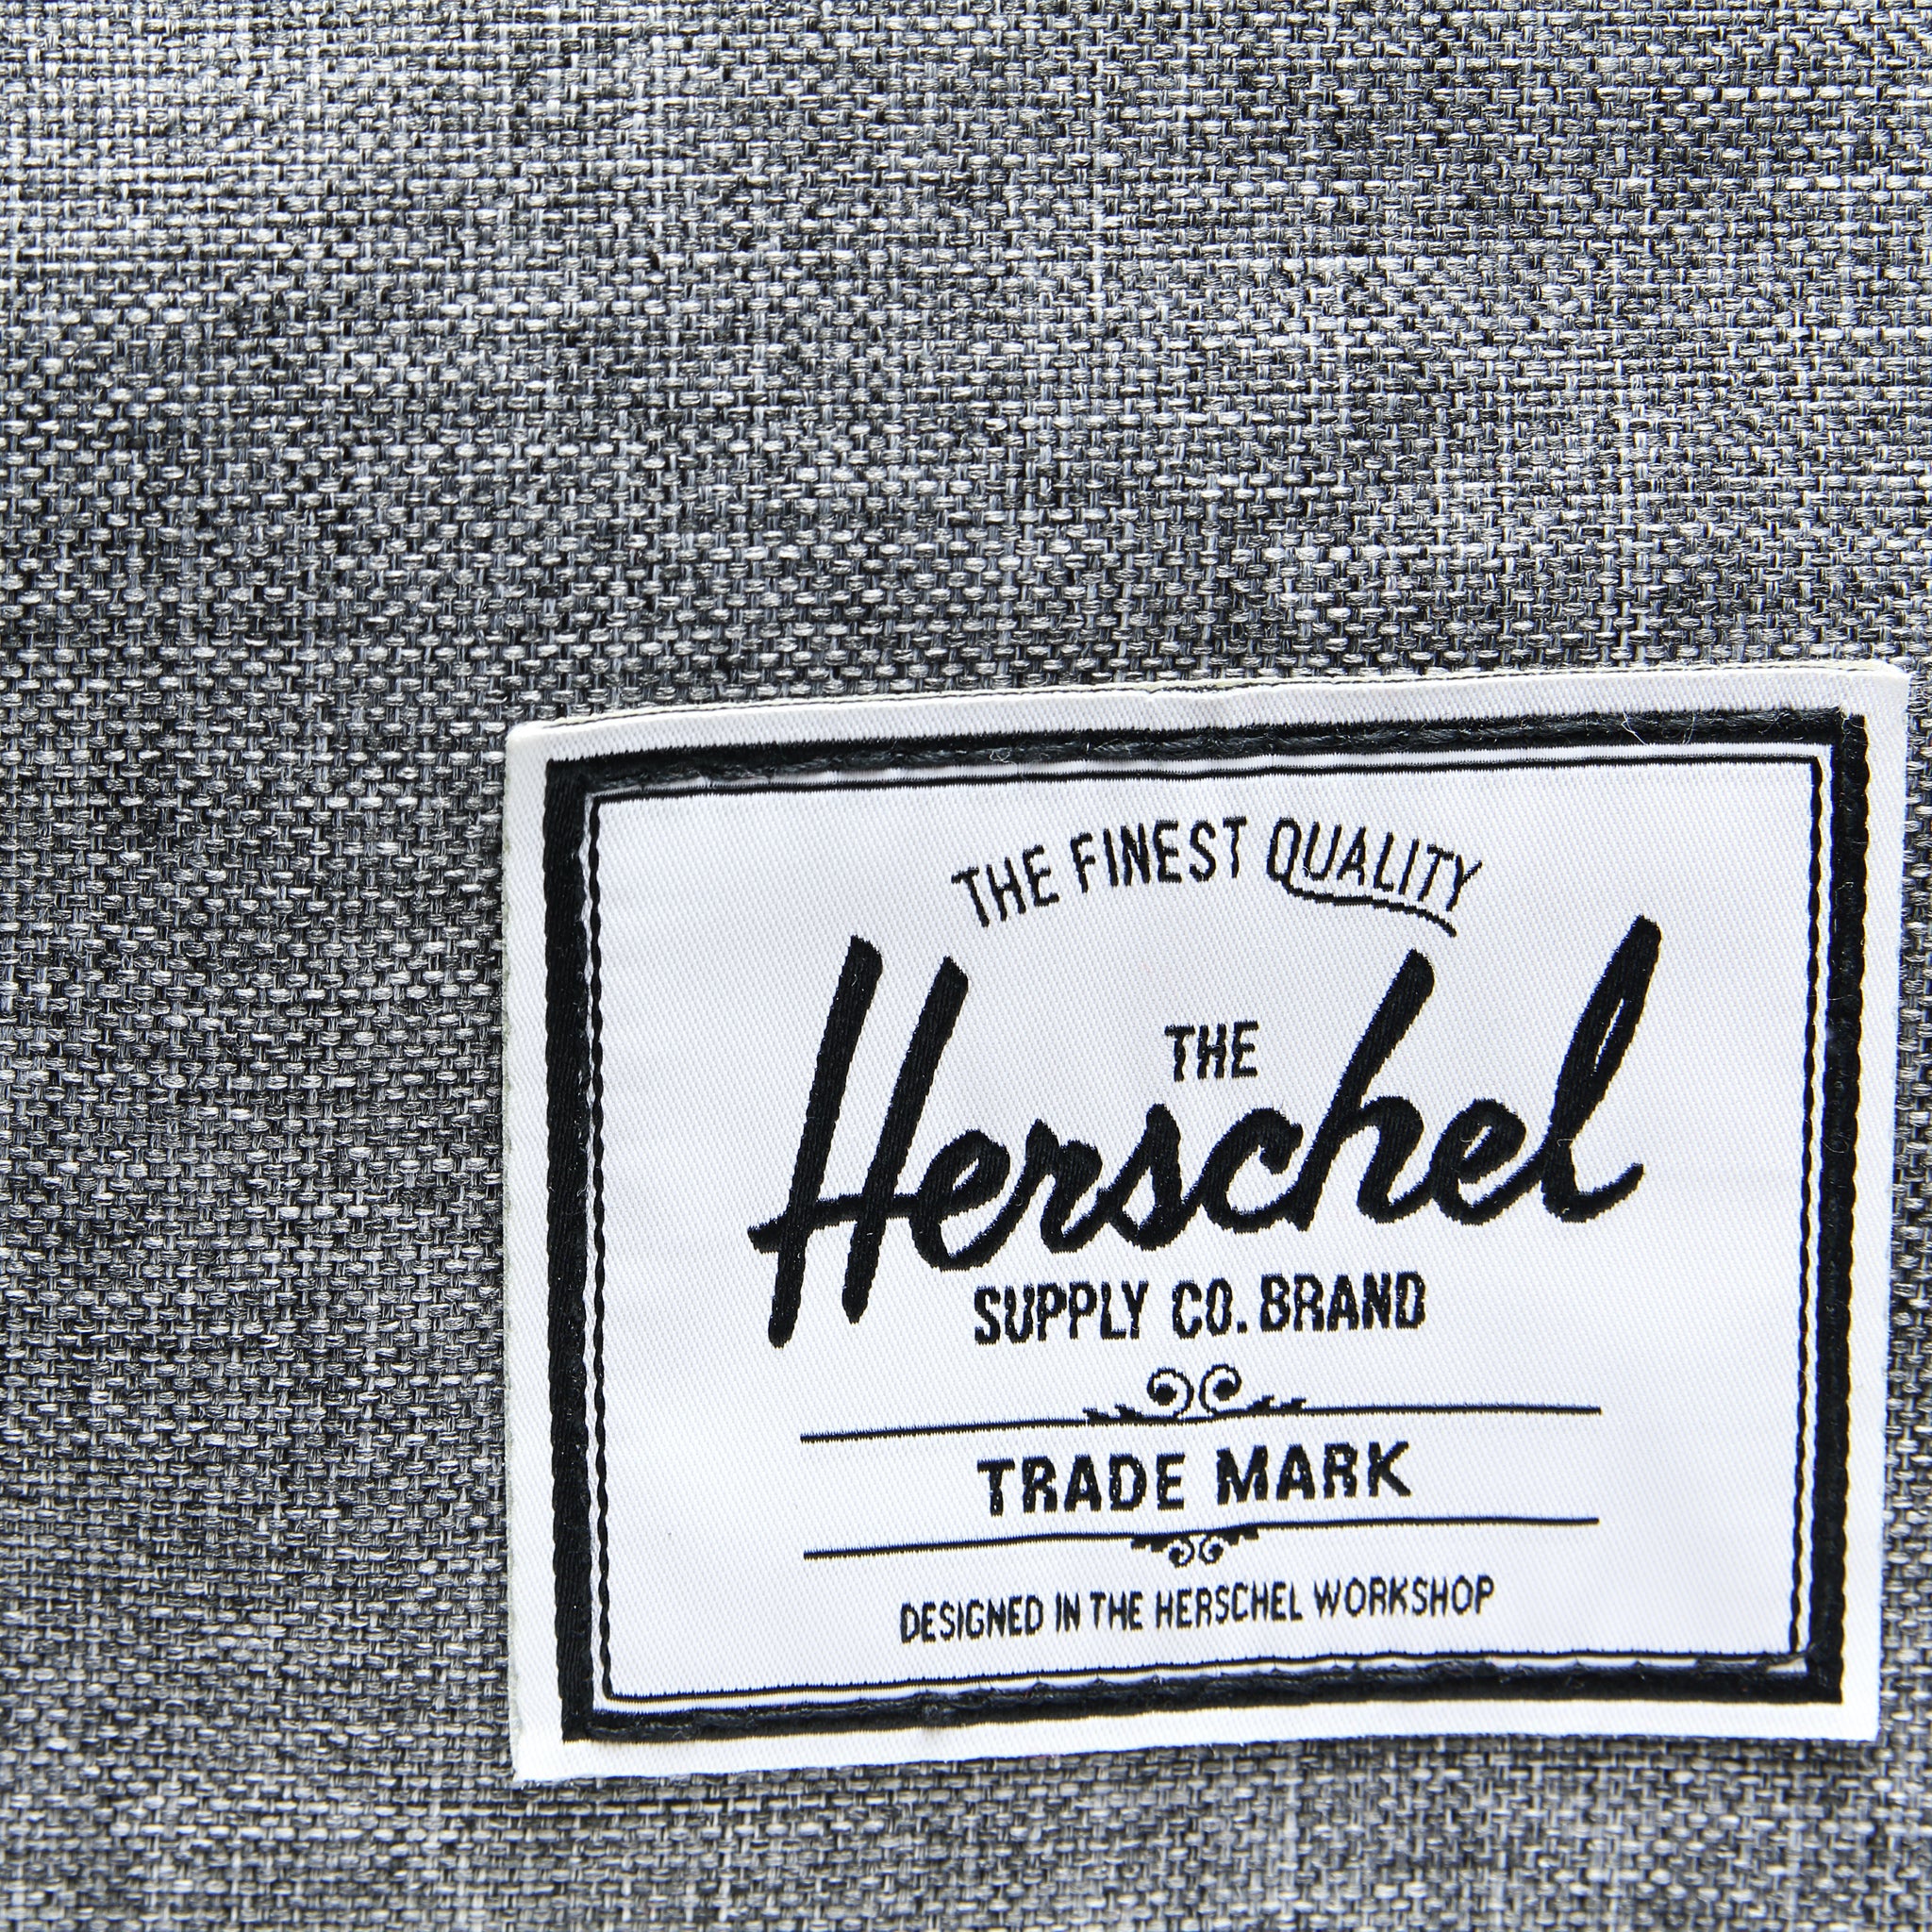 THE FINEST QUALITY
THE
Herschel
SUPPLY CO. BRAND
TRADE MARK
DESIGNED IN THE HERSCHEL WORKSHOP